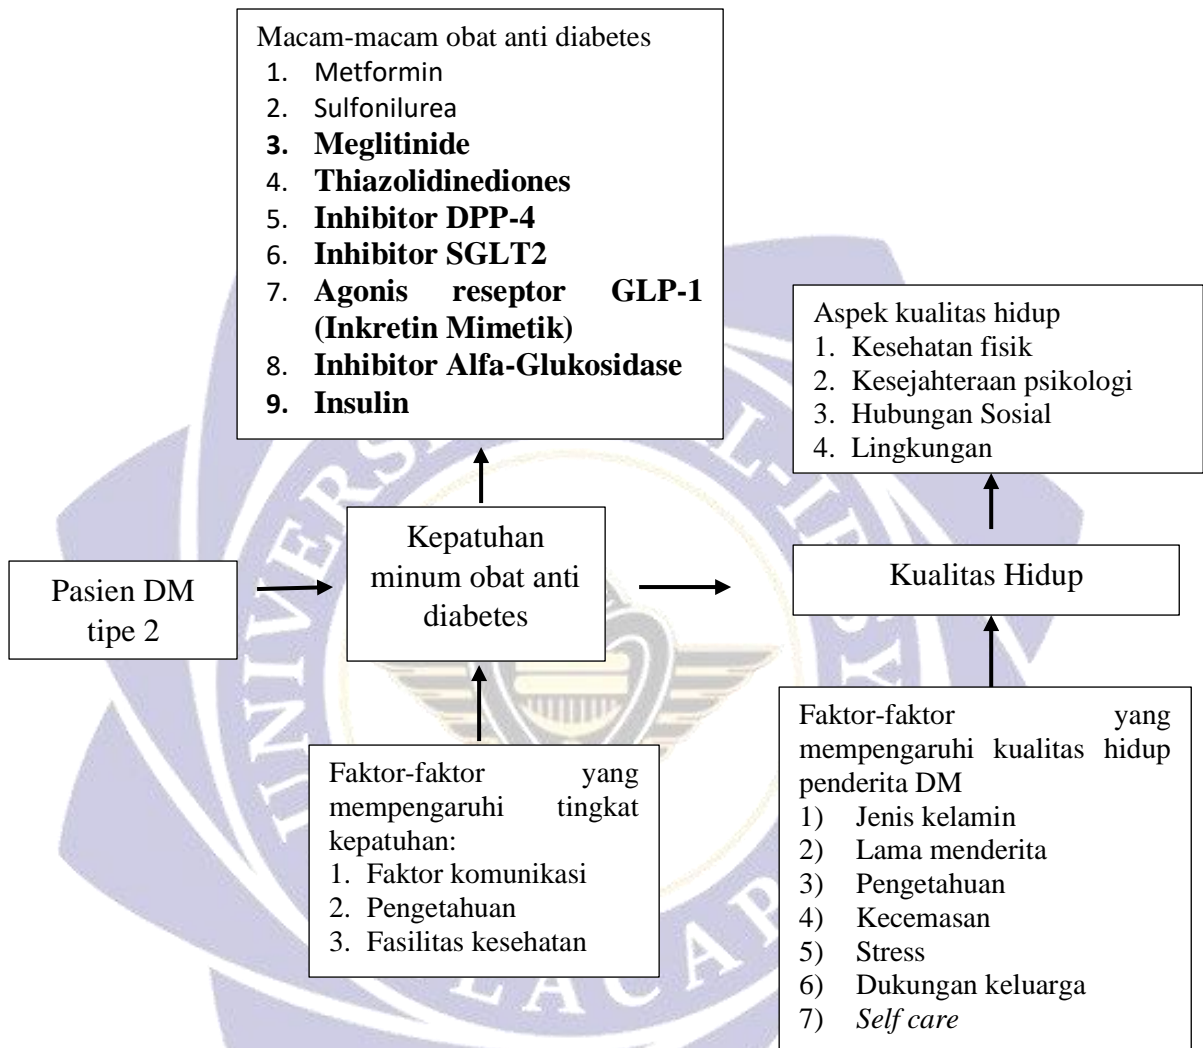 Macam-macam obat anti diabetes
1. Metformin
2. Sulfonilurea
3. Meglitinide
4. Thiazolidinediones
5. Inhibitor DPP-4
6. Inhibitor SGLT2
7. Agonis reseptor GLP-1
(Inkretin Mimetik)
8. Inhibitor Alfa-Glukosidase
9. Insulin
Aspek kualitas hidup
1. Kesehatan fisik
2. Kesejahteraan psikologi
3. Hubungan Sosial
4. Lingkungan
Pasien DM
tipe 2
Kepatuhan
minum obat anti
diabetes
Kualitas Hidup
Faktor-faktor yang
mempengaruhi tingkat
kepatuhan:
1. Faktor komunikasi
2. Pengetahuan
3. Fasilitas kesehatan
Faktor-faktor yang
mempengaruhi kualitas hidup
penderita DM
1) Jenis kelamin
2) Lama menderita
3) Pengetahuan
4) Kecemasan
5) Stress
6) Dukungan keluarga
7) Self care